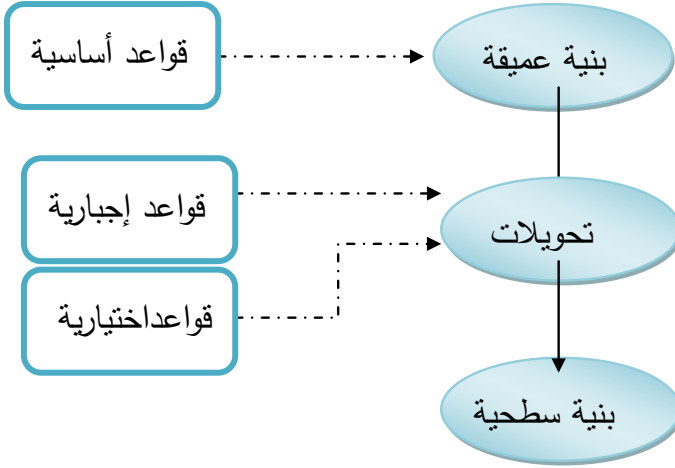 بنية عميقة
قواعد أساسية
تحويلات
قواعد إجبارية
قواعداختيارية
بنية سطحية